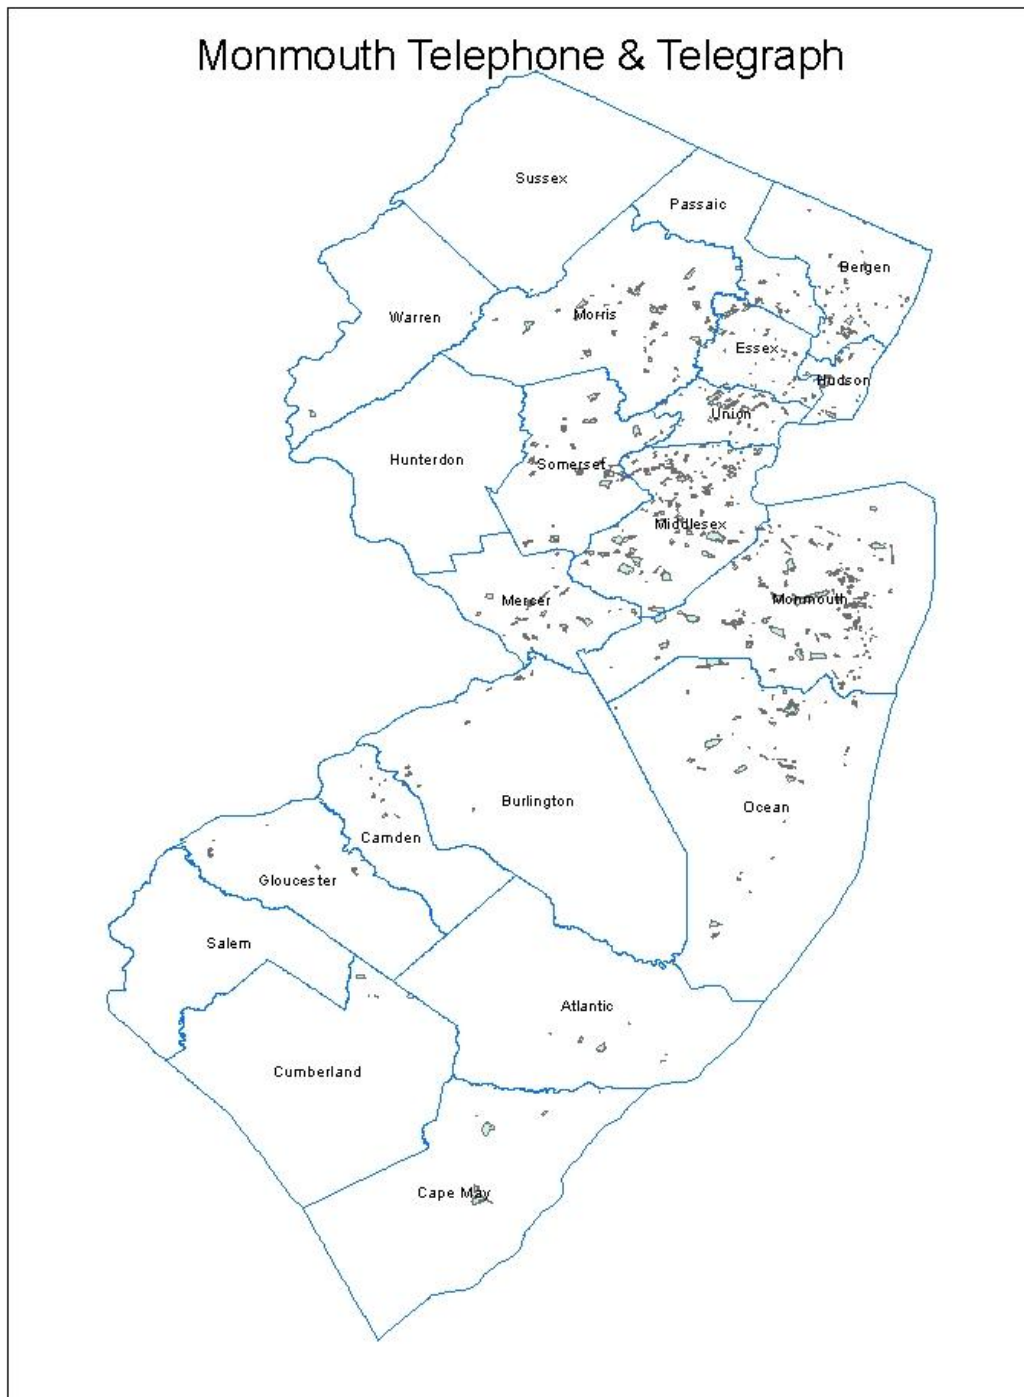 Monmouth Telephone & Telegraph
Sussex
Passaic
Bergen
Warren
Morris
Essex
Hudson
Union
Hunterdon
Somerset
Middlesex
Mercer
Monmouth
Burlington
Ocean
Camden
Gloucester
Salem
Atlantic
Cumberland
Cape May